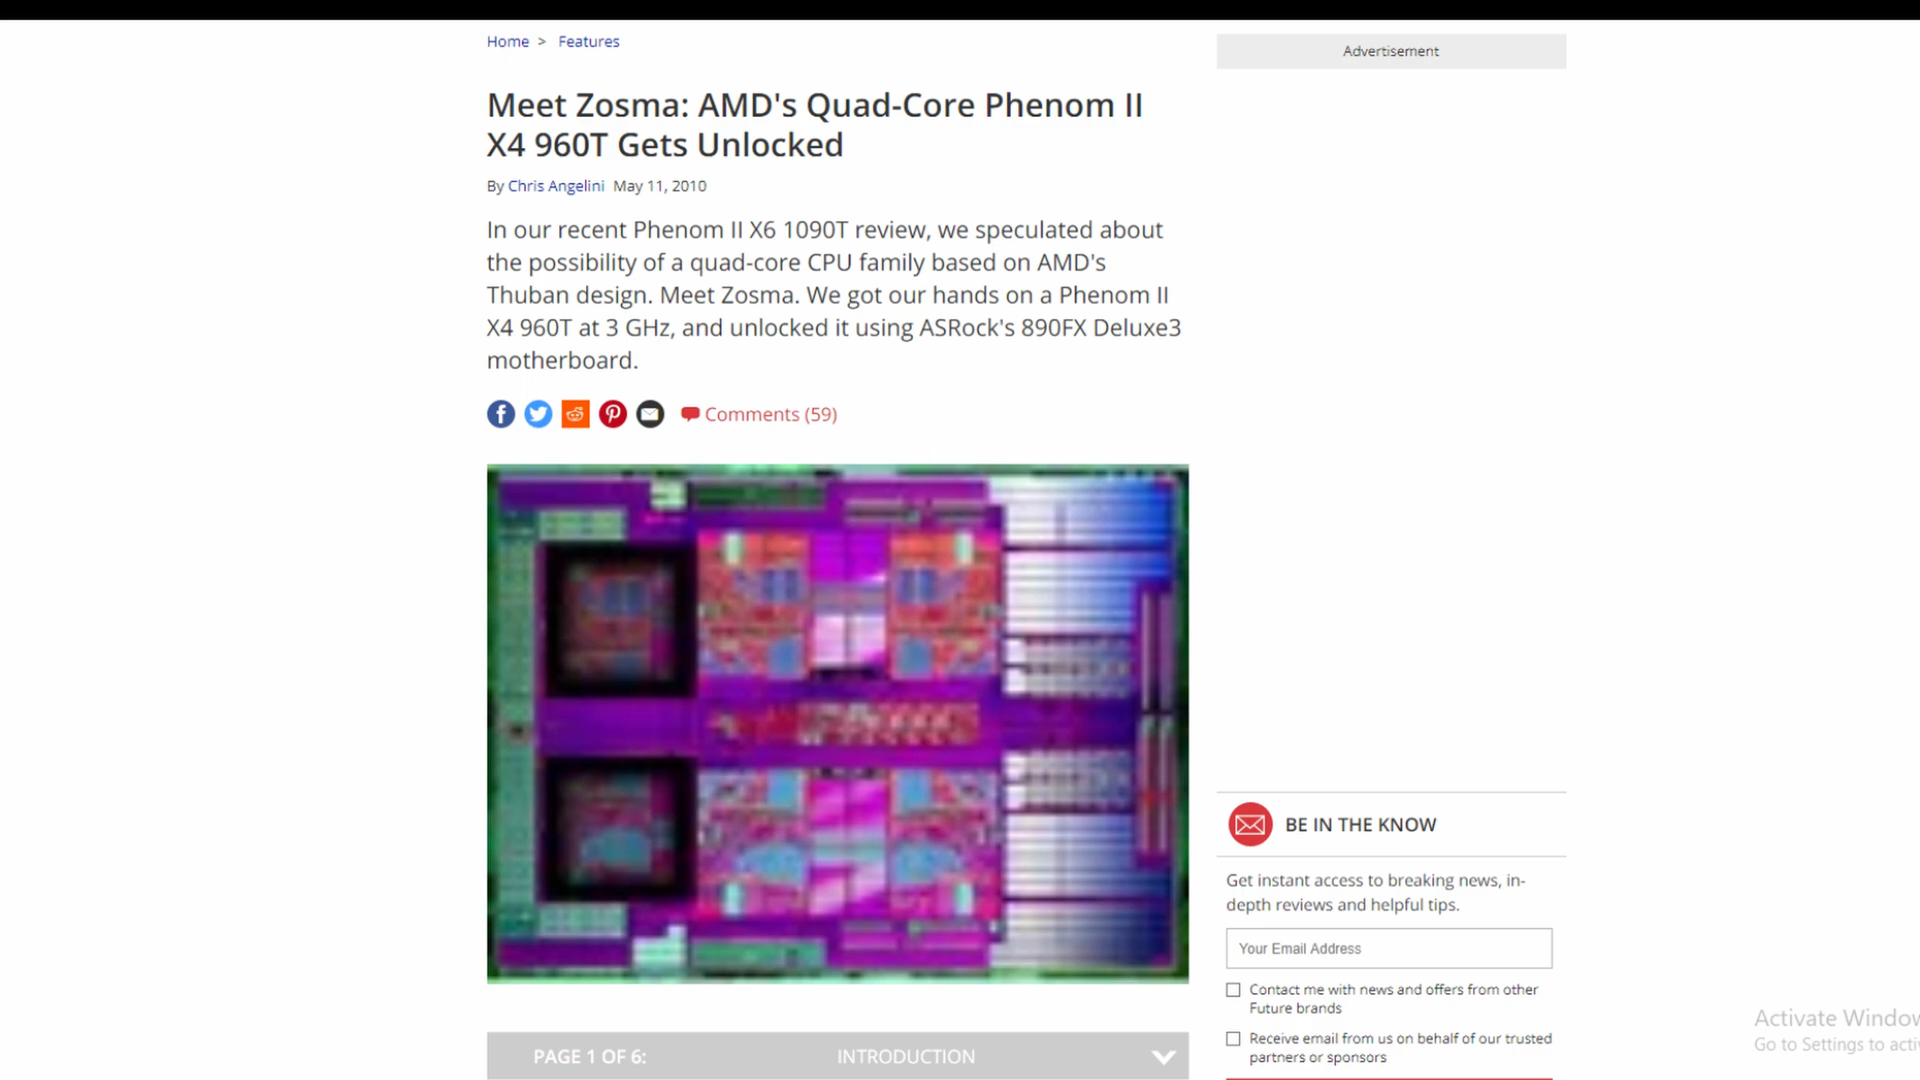 Home > Features
Advertisement
Meet Zosma: AMD's Quad-Core Phenom II
X4 960T Gets Unlocked
By Chris Angelini May 11, 2010
In our recent Phenom II X6 1090T review, we speculated about
the possibility of a quad-core CPU family based on AMD's
Thuban design. Meet Zosma. We got our hands on a Phenom II
X4 960T at 3 GHz, and unlocked it using ASRock's 890FX Deluxe3
motherboard.
Comments (59)
BE IN THE KNOW
Get instant access to breaking news, in-
depth reviews and helpful tips.
Your Email Address
Contact me with news and offers from other
Future brands
Receive email from us on behalf of our trusted
partners or sponsors
PAGE 1 OF 6: INTRODUCTION
Activate Window
Go to Settings to acti